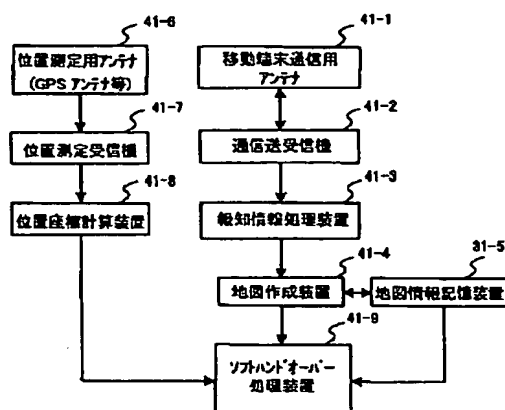 41-6
位置測定用アンテナ
(GPS アンテナ等)
41-7
位置測定受信機
41-8
位置座標計算装置
41-1
移動端末通信用
アンテナ
41-2
通信送受信機
41-3
報知情報処理装置
41-4
地図作成装置
31-5
地図情報記憶装置
41-9
ソフトハンドオーバー
処理装置